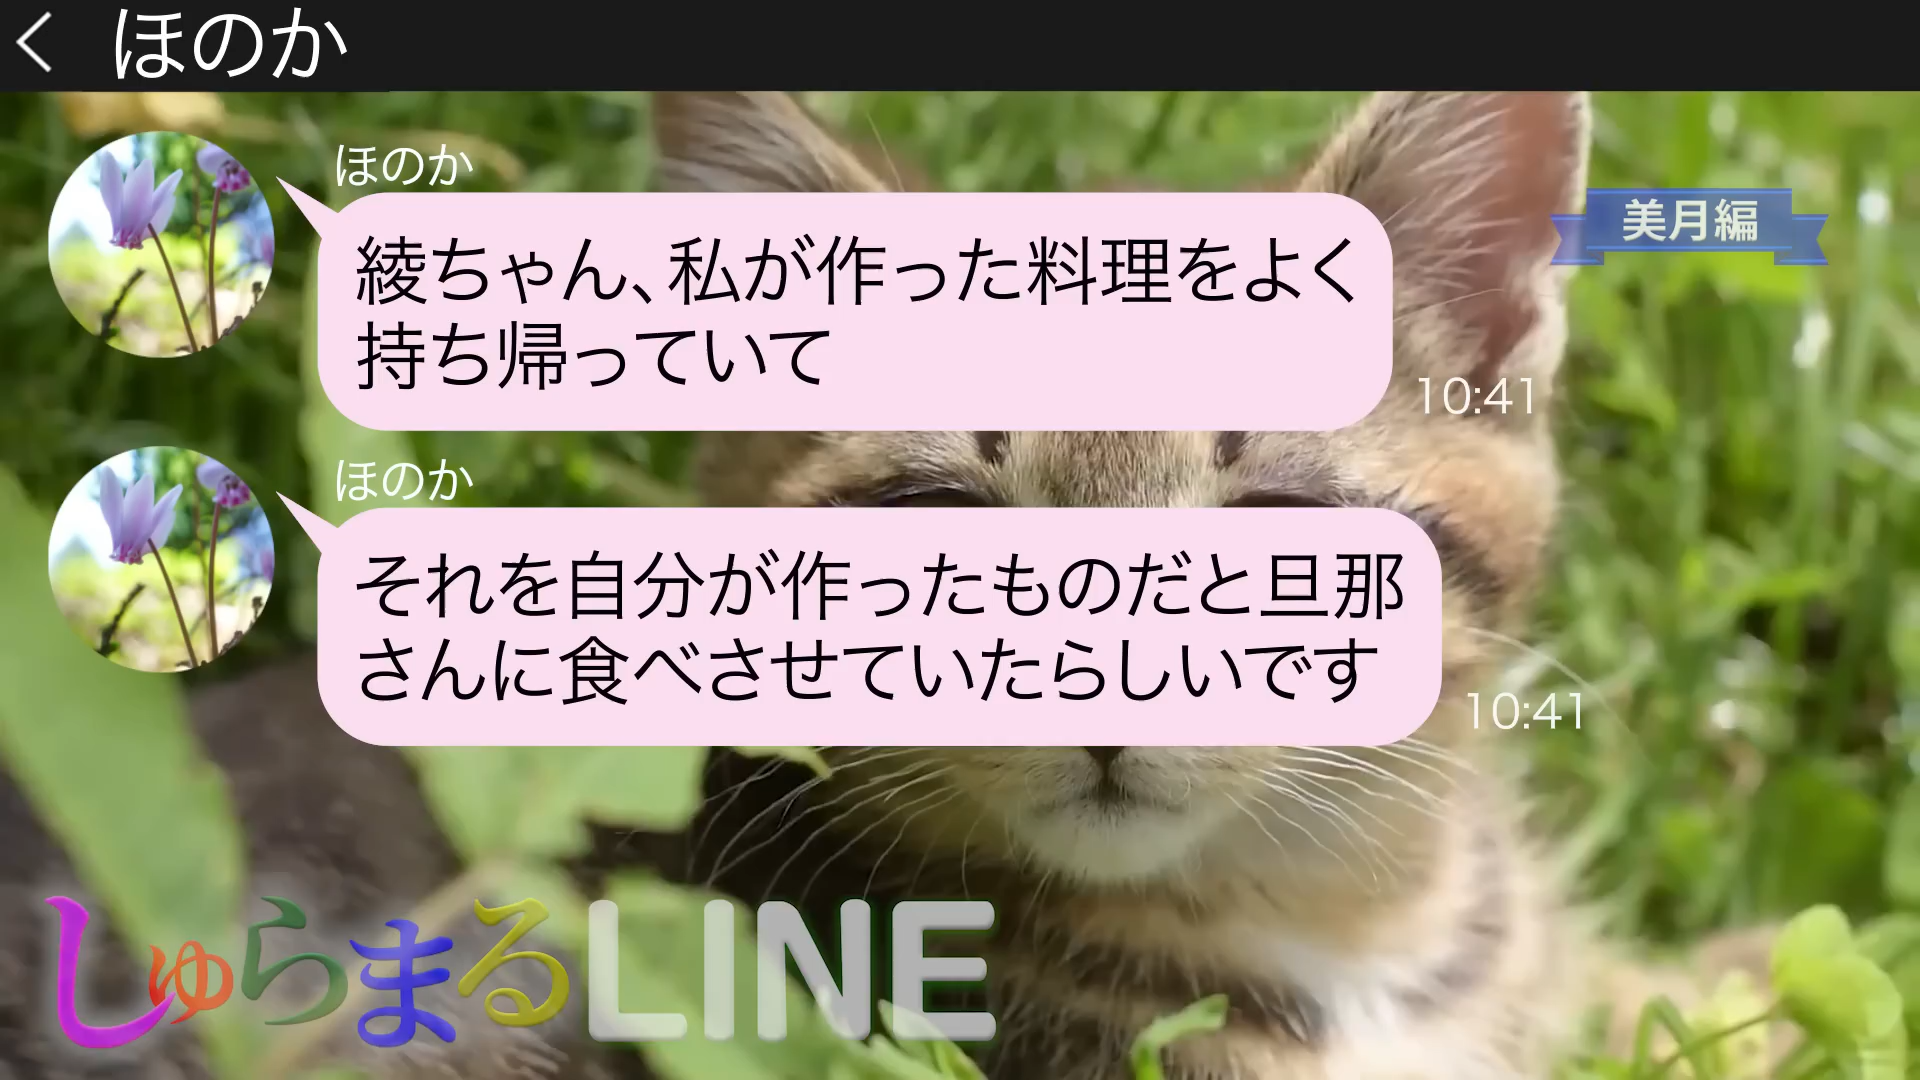 ほのか
ほのか
美月編
綾ちゃん、私が作った料理をよく
持ち帰っていて
10:41
ほのか
それを自分が作ったものだと旦那
さんに食べさせていたらしいです
10:41
しゅらまるLINE